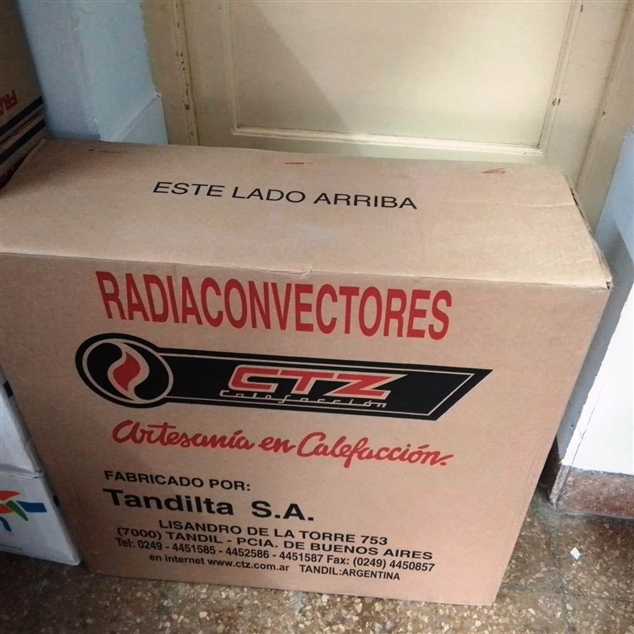 ESTE LADO ARRIBA
RADIACONVECTORES
CTZ
Calefacción
Artesanía en Calefacción.
FABRICADO POR:
Tandilta S.A.
LISANDRO DE LA TORRE 753
(7000) TANDIL - PCIA. DE BUENOS AIRES
Tel: 0249 - 4451585 - 4452586 - 4451587 Fax: (0249) 4450857
en internet www.ctz.com.ar TANDIL:ARGENTINA